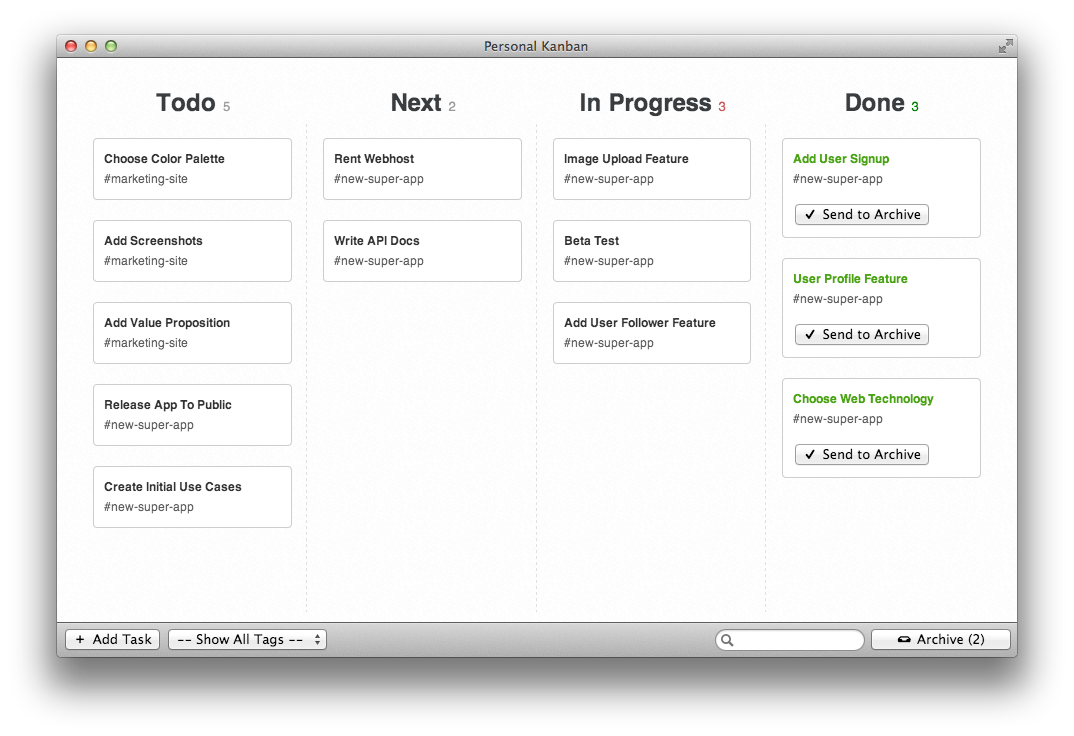 Personal Kanban
Todo 5
Choose Color Palette
#marketing-site
Add Screenshots
#marketing-site
Add Value Proposition
#marketing-site
Release App To Public
#new-super-app
Create Initial Use Cases
#new-super-app
Next 2
Rent Webhost
#new-super-app
Write API Docs
#new-super-app
In Progress 3
Image Upload Feature
#new-super-app
Beta Test
#new-super-app
Add User Follower Feature
#new-super-app
Done 3
Add User Signup
#new-super-app
✓ Send to Archive
User Profile Feature
#new-super-app
✓ Send to Archive
Choose Web Technology
#new-super-app
✓ Send to Archive
+ Add Task
-- Show All Tags --
Archive (2)